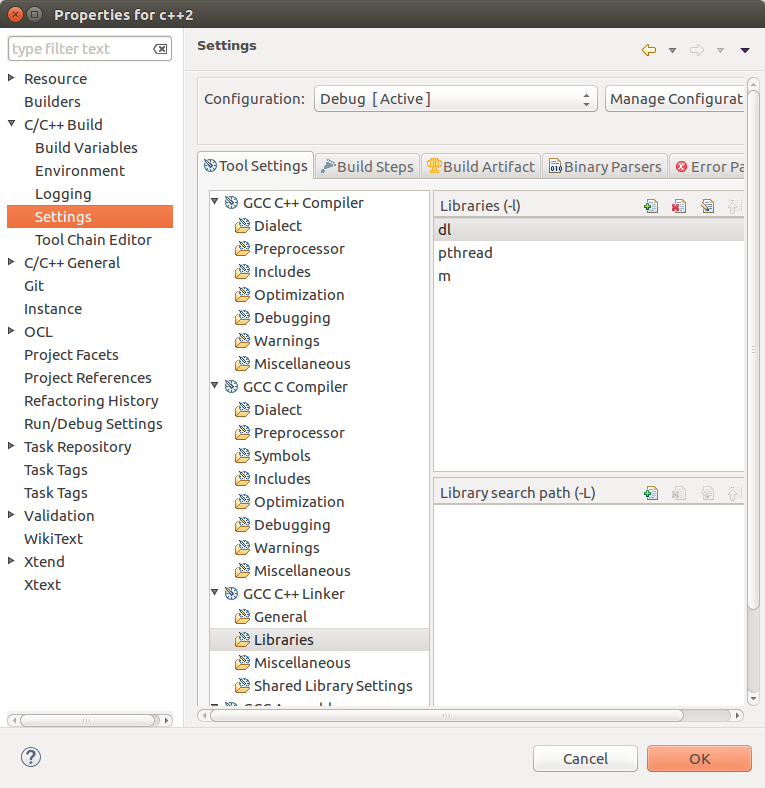 Properties for c++2
type filter text
Resource
Builders
C/C++ Build
Build Variables
Environment
Logging
Settings
Tool Chain Editor
C/C++ General
Git
Instance
OCL
Project Facets
Project References
Refactoring History
Run/Debug Settings
Task Repository
Task Tags
Task Tags
Validation
WikiText
Xtend
Xtext
Settings
Configuration: Debug [ Active ] Manage Configurat
Tool Settings Build Steps Build Artifact Binary Parsers Error Pa
GCC C++ Compiler
Dialect
Preprocessor
Includes
Optimization
Debugging
Warnings
Miscellaneous
GCC C Compiler
Dialect
Preprocessor
Symbols
Includes
Optimization
Debugging
Warnings
Miscellaneous
GCC C++ Linker
General
Libraries
Miscellaneous
Shared Library Settings
Libraries (-l)
dl
pthread
m
Library search path (-L)
? Cancel OK